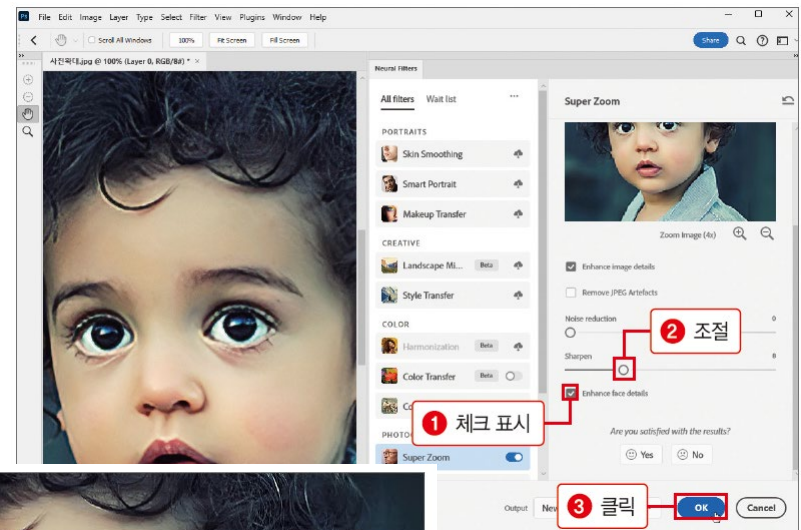 Ps File Edit Image Layer Type Select Filter View Plugins Window Help
Scroll All Windows 100% Fit Screen Fill Screen Share
사진확대.jpg @ 100% (Layer 0, RGB/8#) * ×
Neural Filters
All filters Wait list ...
Super Zoom
PORTRAITS
Skin Smoothing
Smart Portrait
Makeup Transfer
Zoom Image (4x)
CREATIVE
Landscape Mi... Beta
Enhance image details
Style Transfer
Remove JPEG Artefacts
COLOR
Noise reduction 0
Harmonization Beta
2 조절
Sharpen 8
Color Transfer Beta
Enhance face details
Co
1 체크 표시
PHOTO
Are you satisfied with the results?
Super Zoom
Yes No
Output New
3 클릭
OK Cancel